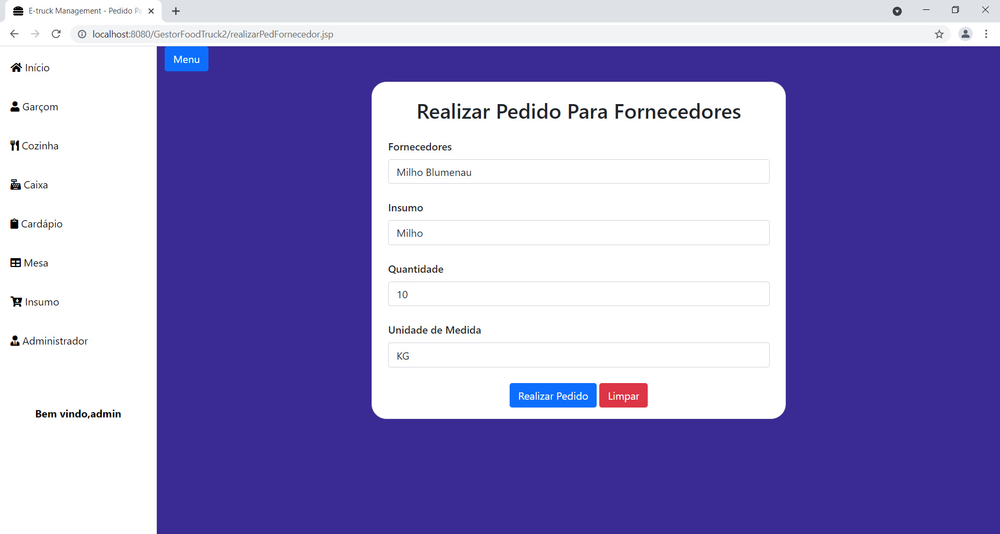 E-truck Management - Pedido Pa
localhost:8080/GestorFoodTruck2/realizarPedFornecedor.jsp
Início
Garçom
Cozinha
Caixa
Cardápio
Mesa
Insumo
Administrador
Bem vindo,admin
Menu
Realizar Pedido Para Fornecedores
Fornecedores
Milho Blumenau
Insumo
Milho
Quantidade
10
Unidade de Medida
KG
Realizar Pedido Limpar